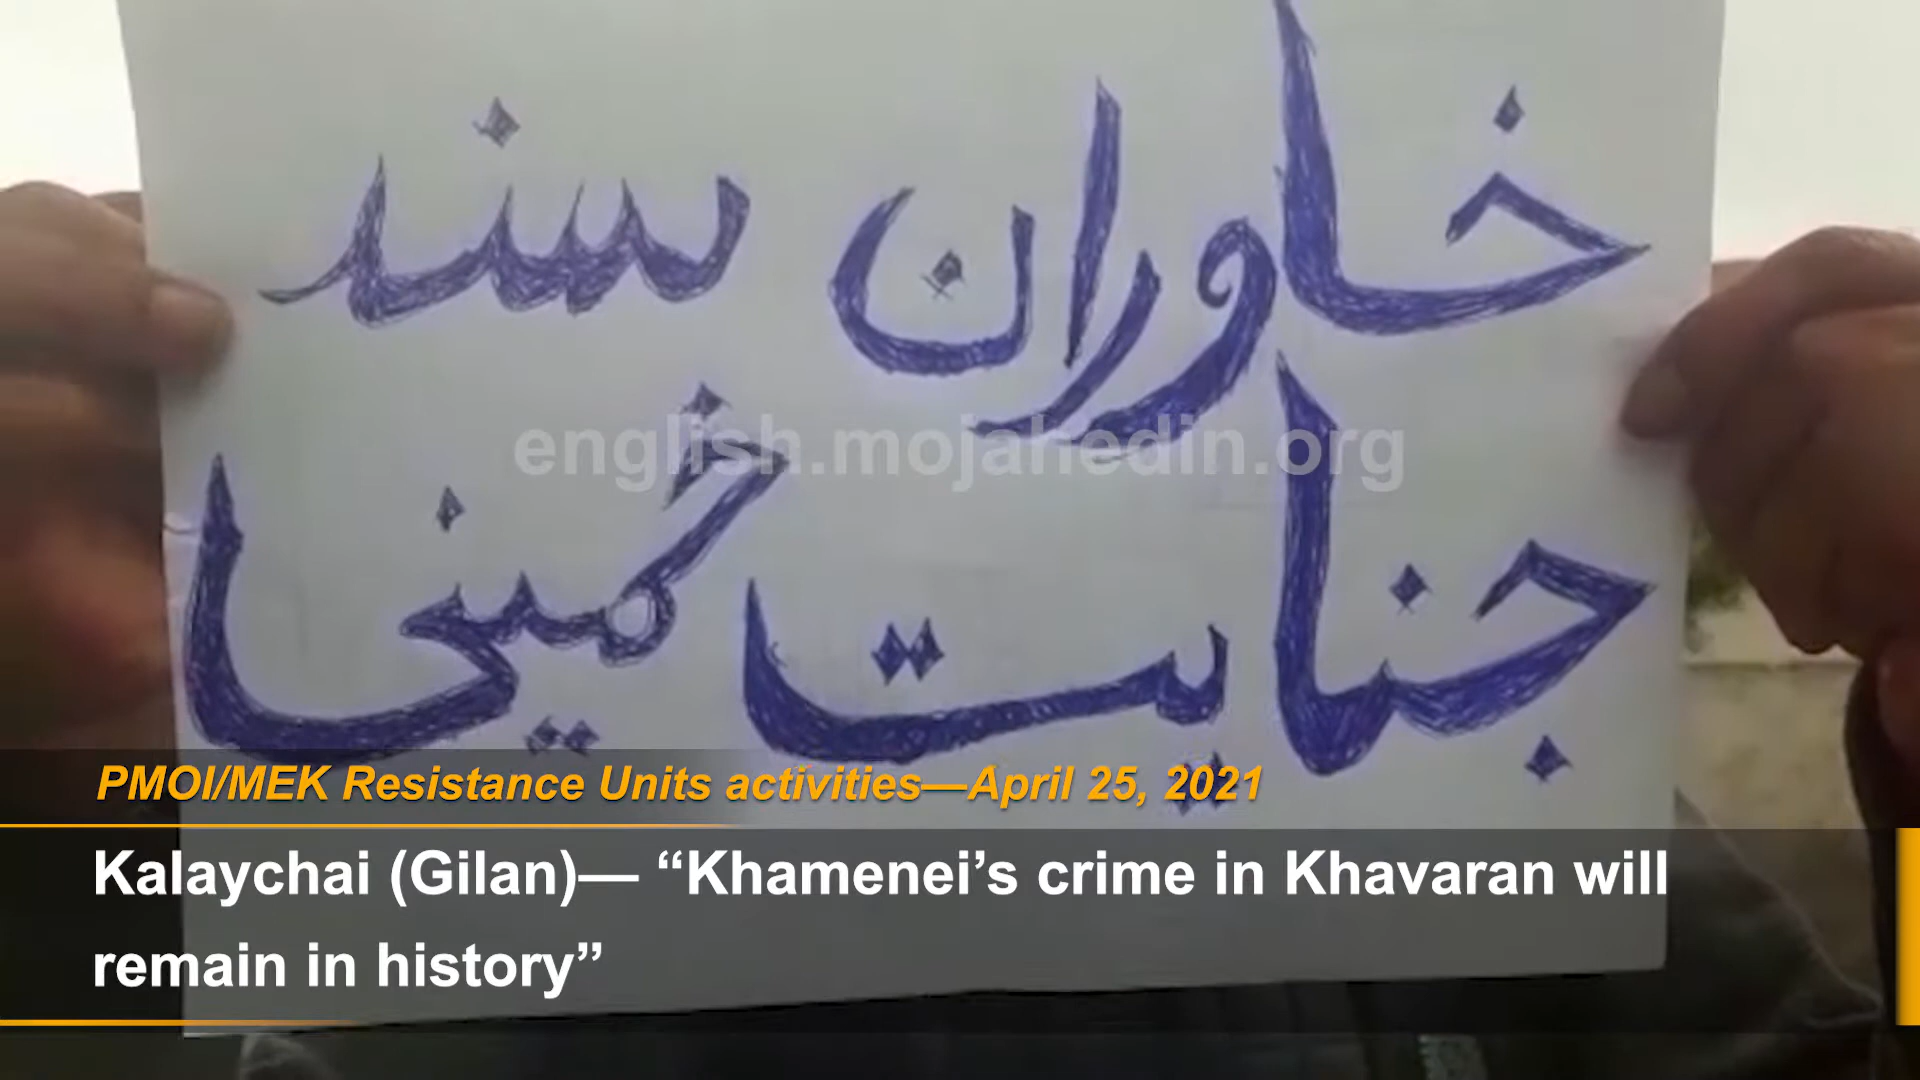 خاوران سند
english.mojahedin.org
جنایت خمینی
PMOI/MEK Resistance Units activities—April 25, 2021
Kalaychai (Gilan)— “Khamenei’s crime in Khavaran will
remain in history”